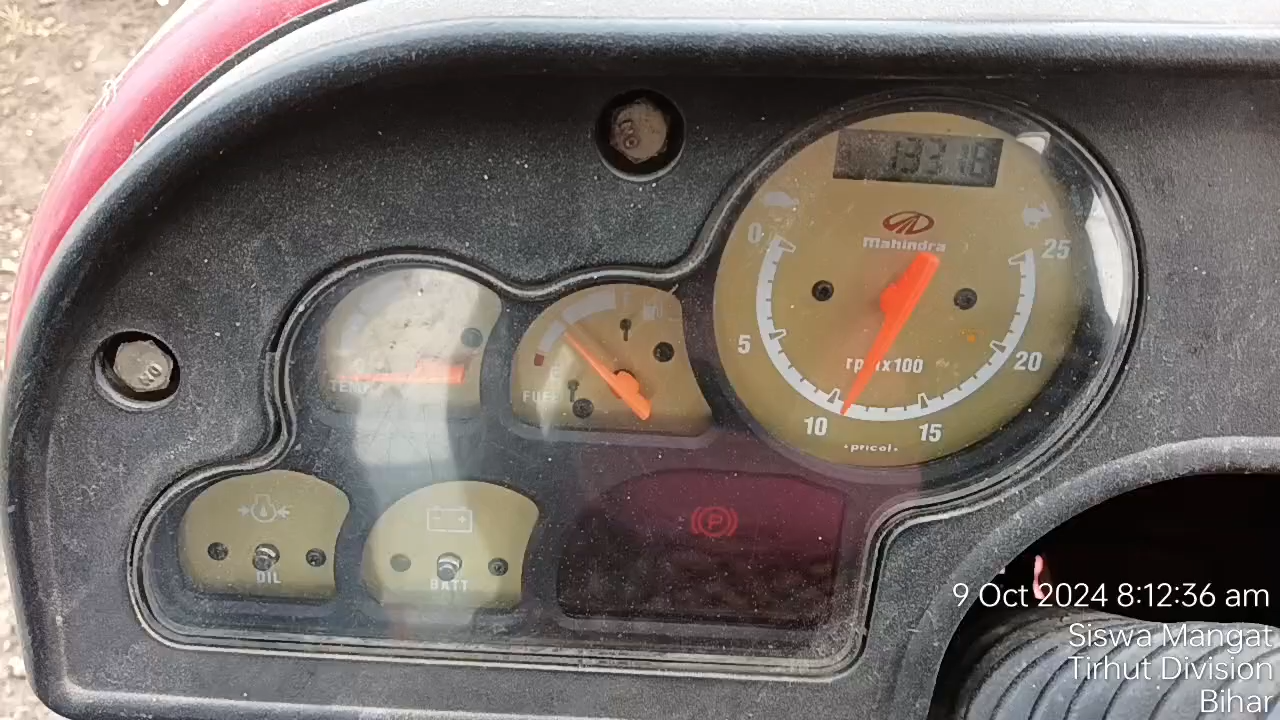 13318
Mahindra
0
25
5
20
rpm x100
10
15
•pricol•
TEMP
FUEL
OIL
BATT
P
9 Oct 2024 8:12:36 am
Siswa Mangat
Tirhut Division
Bihar